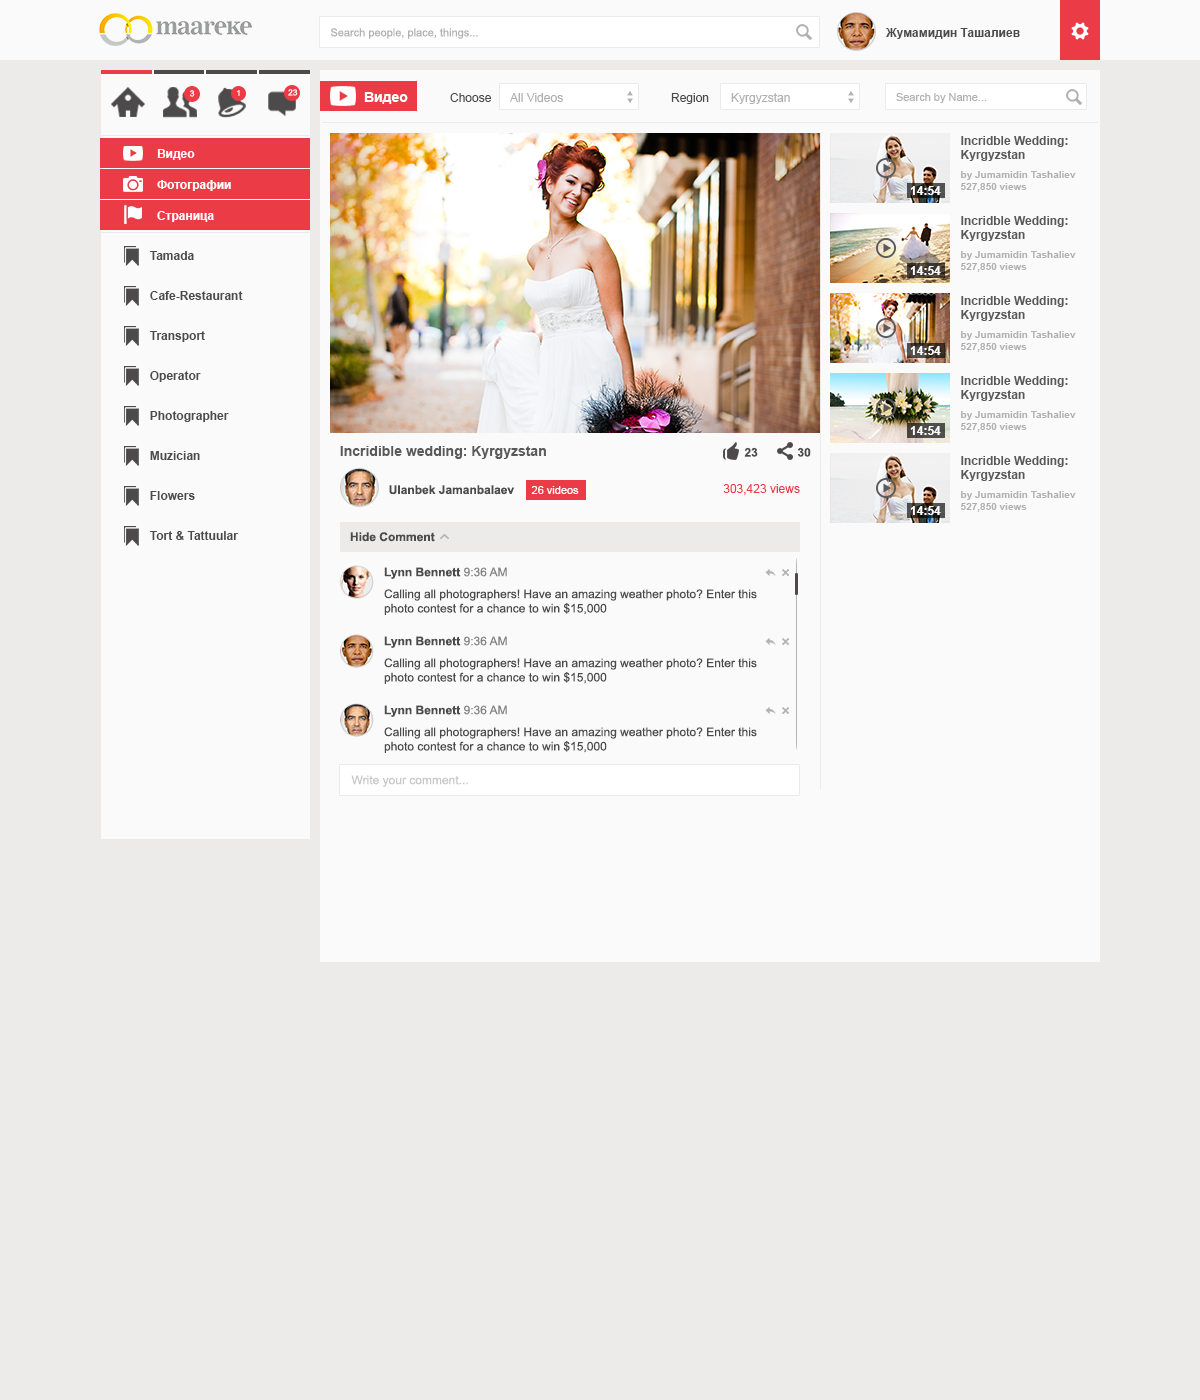 maareke
Search people, place, things...
Жумамидин Ташалиев
3
1
23
Видео
Фотографии
Страница
Tamada
Cafe-Restaurant
Transport
Operator
Photographer
Muzician
Flowers
Tort & Tattuular
Видео
Choose
All Videos
Region
Kyrgyzstan
Search by Name...
Incridible wedding: Kyrgyzstan
23
30
Ulanbek Jamanbalaev
26 videos
303,423 views
Hide Comment
Lynn Bennett 9:36 AM
Calling all photographers! Have an amazing weather photo? Enter this
photo contest for a chance to win $15,000
Lynn Bennett 9:36 AM
Calling all photographers! Have an amazing weather photo? Enter this
photo contest for a chance to win $15,000
Lynn Bennett 9:36 AM
Calling all photographers! Have an amazing weather photo? Enter this
photo contest for a chance to win $15,000
Write your comment...
14:54
Incridble Wedding:
Kyrgyzstan
by Jumamidin Tashaliev
527,850 views
14:54
Incridble Wedding:
Kyrgyzstan
by Jumamidin Tashaliev
527,850 views
14:54
Incridble Wedding:
Kyrgyzstan
by Jumamidin Tashaliev
527,850 views
14:54
Incridble Wedding:
Kyrgyzstan
by Jumamidin Tashaliev
527,850 views
14:54
Incridble Wedding:
Kyrgyzstan
by Jumamidin Tashaliev
527,850 views